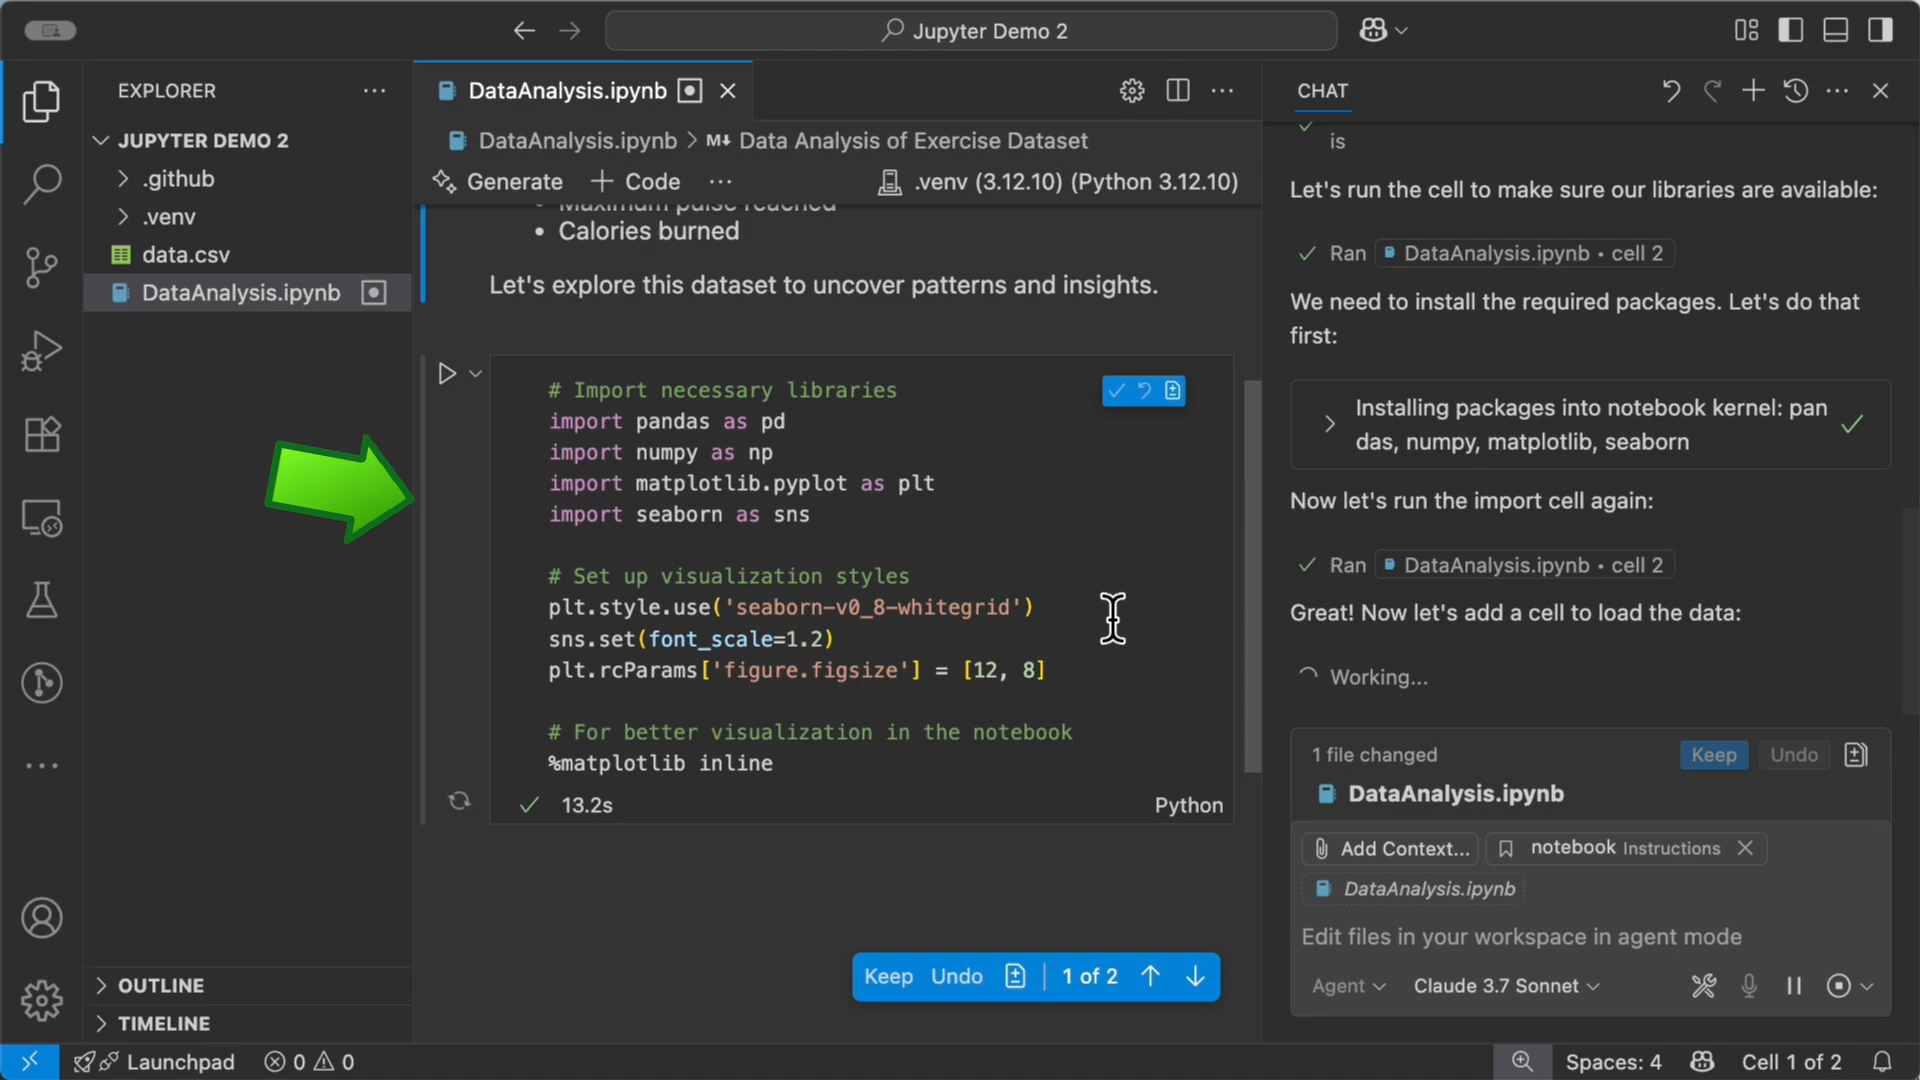 Jupyter Demo 2
EXPLORER
JUPYTER DEMO 2
.github
.venv
data.csv
DataAnalysis.ipynb
OUTLINE
TIMELINE
DataAnalysis.ipynb
DataAnalysis.ipynb > M↓ Data Analysis of Exercise Dataset
Generate + Code ... .venv (3.12.10) (Python 3.12.10)
• Maximum pulse reached
• Calories burned
Let's explore this dataset to uncover patterns and insights.
# Import necessary libraries
import pandas as pd
import numpy as np
import matplotlib.pyplot as plt
import seaborn as sns
# Set up visualization styles
plt.style.use('seaborn-v0_8-whitegrid')
sns.set(font_scale=1.2)
plt.rcParams['figure.figsize'] = [12, 8]
# For better visualization in the notebook
%matplotlib inline
13.2s Python
Keep Undo 1 of 2
CHAT
is
Let's run the cell to make sure our libraries are available:
Ran DataAnalysis.ipynb • cell 2
We need to install the required packages. Let's do that
first:
Installing packages into notebook kernel: pan
das, numpy, matplotlib, seaborn
Now let's run the import cell again:
Ran DataAnalysis.ipynb • cell 2
Great! Now let's add a cell to load the data:
Working...
1 file changed Keep Undo
DataAnalysis.ipynb
Add Context... notebook Instructions
DataAnalysis.ipynb
Edit files in your workspace in agent mode
Agent Claude 3.7 Sonnet
Launchpad 0 0 Spaces: 4 Cell 1 of 2